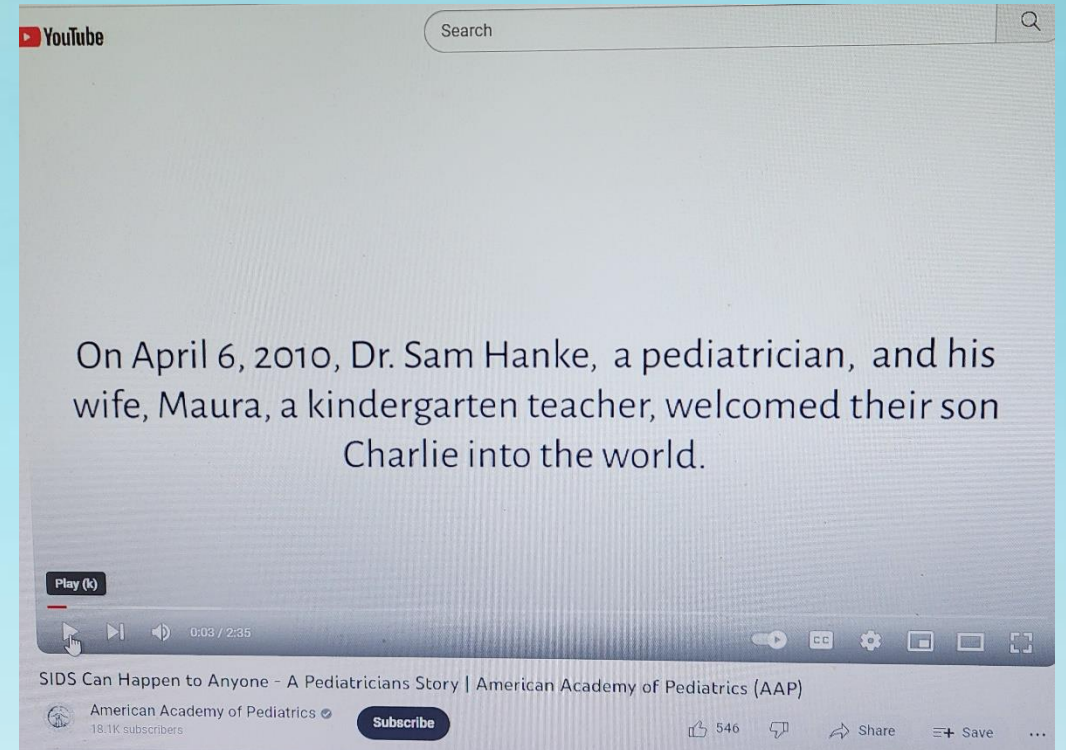 YouTube
Search
On April 6, 2010, Dr. Sam Hanke, a pediatrician, and his
wife, Maura, a kindergarten teacher, welcomed their son
Charlie into the world.
Play (k)
0:03 / 2:35
CC
SIDS Can Happen to Anyone - A Pediatricians Story | American Academy of Pediatrics (AAP)
American Academy of Pediatrics
18.1K subscribers
Subscribe
546
Share
Save